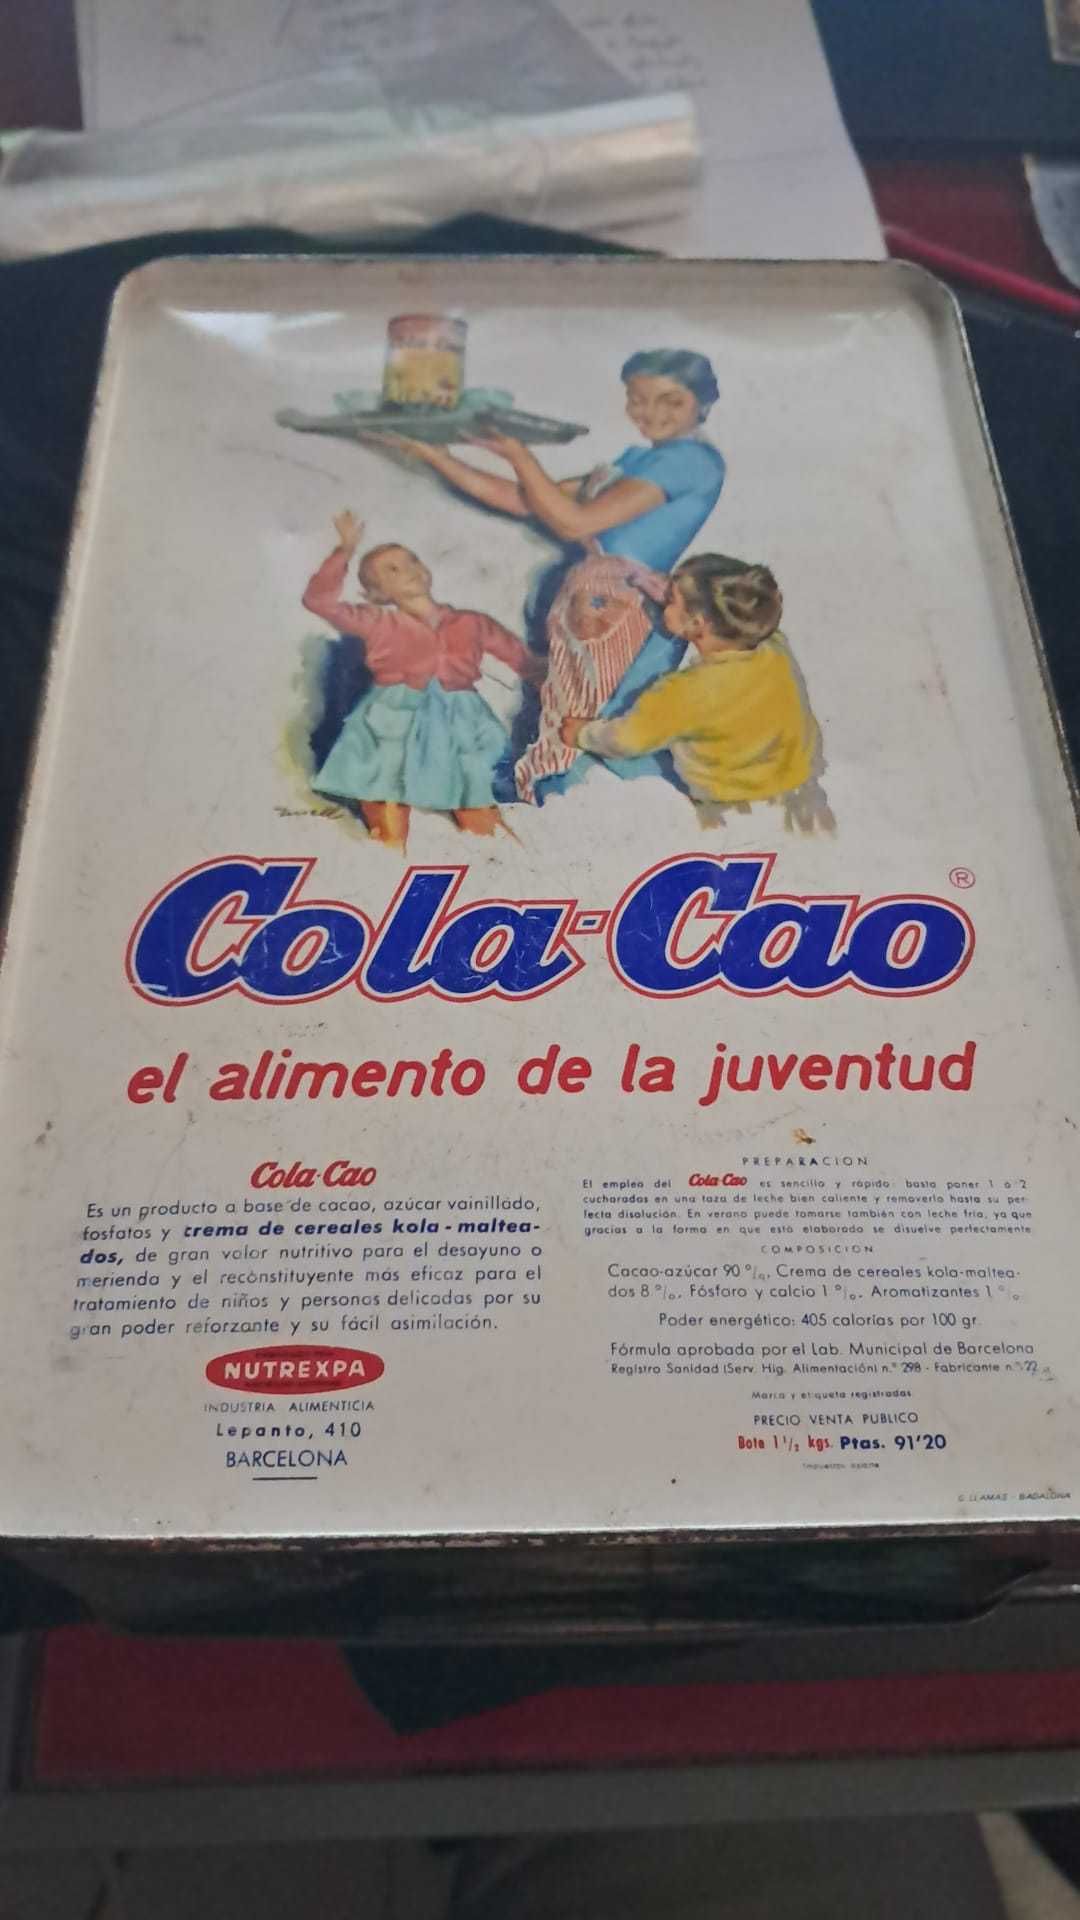 Cola-Cao
Cola-Cao ®
el alimento de la juventud
Cola-Cao
Es un producto a base de cacao, azúcar vainillado,
fosfatos y crema de cereales kola-maltea-
dos, de gran valor nutritivo para el desayuno o
merienda y el reconstituyente más eficaz para el
tratamiento de niños y personas delicadas por su
gran poder reforzante y su fácil asimilación.
NUTREXPA
INDUSTRIA ALIMENTICIA
Lepanto, 410
BARCELONA
PREPARACION
El empleo del Cola-Cao es sencillo y rápido: basta poner 1 ó 2
cucharadas en una taza de leche bien caliente y removerlo hasta su per-
fecta disolución. En verano puede tomarse también con leche fría, ya que
gracias a la forma en que está elaborado se disuelve perfectamente.
COMPOSICION
Cacao-azúcar 90 %, Crema de cereales kola-maltea-
dos 8 %. Fósforo y calcio 1 %. Aromatizantes 1 %
Poder energético: 405 calorías por 100 gr.
Fórmula aprobada por el Lab. Municipal de Barcelona
Registro Sanidad (Serv. Hig. Alimentación) n.º 298 - Fabricante n.º 22
Marca y etiqueta registradas
PRECIO VENTA PUBLICO
Bote 1 1/2 kgs. Ptas. 91'20
G. LLAMAS - BADALONA